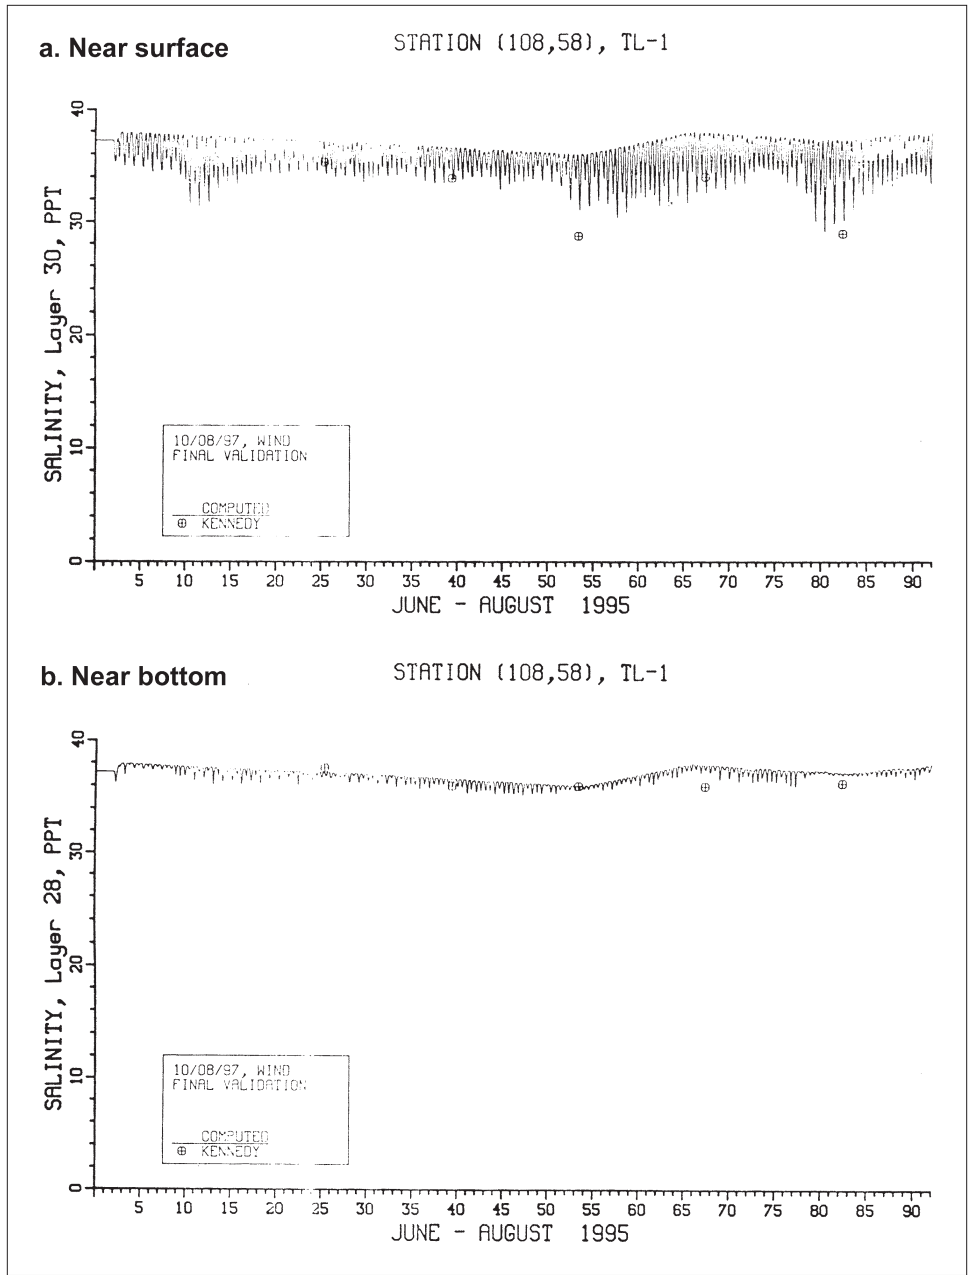 a. Near surface
STATION (108,58), TL-1
SALINITY, Layer 30, PPT
40
30
20
10
0
10/08/97, WIND
FINAL VALIDATION
COMPUTED
⊕ KENNEDY
5 10 15 20 25 30 35 40 45 50 55 60 65 70 75 80 85 90
JUNE - AUGUST 1995
b. Near bottom
STATION (108,58), TL-1
SALINITY, Layer 28, PPT
40
30
20
10
0
10/08/97, WIND
FINAL VALIDATION
COMPUTED
⊕ KENNEDY
5 10 15 20 25 30 35 40 45 50 55 60 65 70 75 80 85 90
JUNE - AUGUST 1995